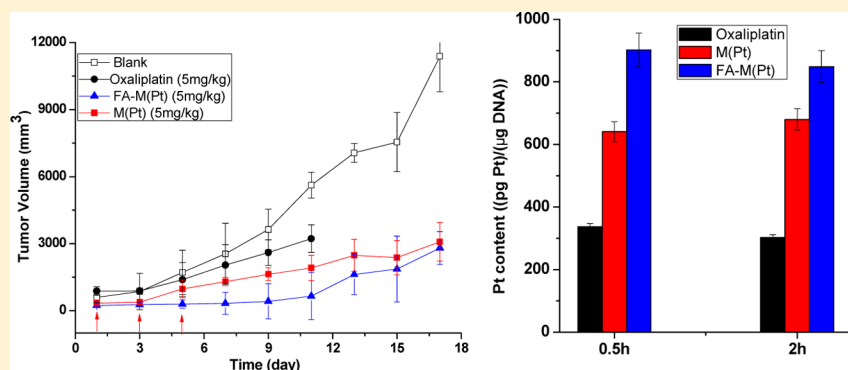 12000
9000
6000
3000
0
Tumor Volume (mm³)
Blank
Oxaliplatin (5mg/kg)
FA-M(Pt) (5mg/kg)
M(Pt) (5mg/kg)
0 3 6 9 12 15 18
Time (day)
1000
800
600
400
200
0
Pt content ((pg Pt)/(μg DNA))
Oxaliplatin
M(Pt)
FA-M(Pt)
0.5h 2h